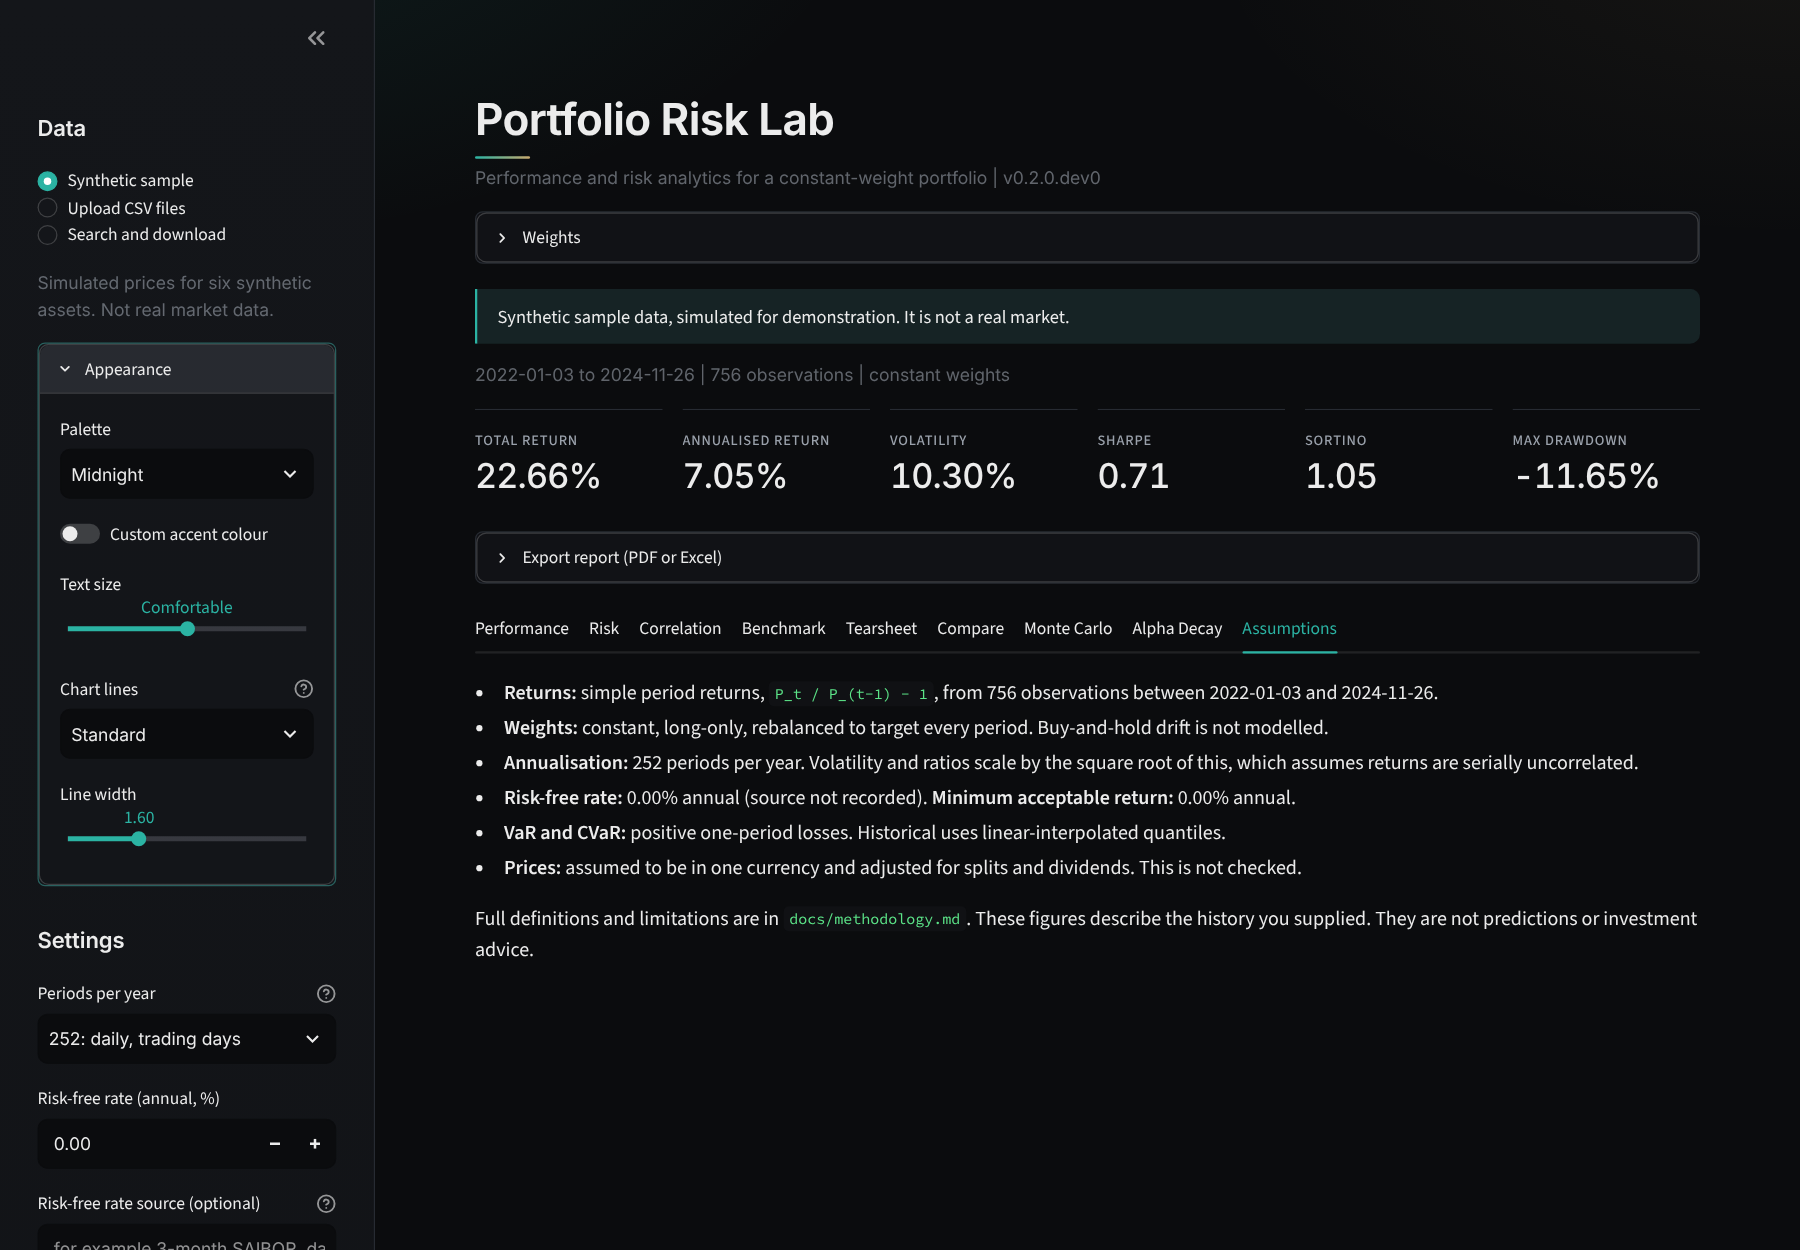 Data
Synthetic sample
Upload CSV files
Search and download
Simulated prices for six synthetic
assets. Not real market data.
Appearance
Palette
Midnight
Custom accent colour
Text size
Comfortable
Chart lines
Standard
Line width
1.60
Settings
Periods per year
252: daily, trading days
Risk-free rate (annual, %)
0.00
Risk-free rate source (optional)
for example 3-month SAIBOR, da
Portfolio Risk Lab
Performance and risk analytics for a constant-weight portfolio | v0.2.0.dev0
Weights
Synthetic sample data, simulated for demonstration. It is not a real market.
2022-01-03 to 2024-11-26 | 756 observations | constant weights
TOTAL RETURN ANNUALISED RETURN VOLATILITY SHARPE SORTINO MAX DRAWDOWN
22.66% 7.05% 10.30% 0.71 1.05 -11.65%
Export report (PDF or Excel)
Performance Risk Correlation Benchmark Tearsheet Compare Monte Carlo Alpha Decay Assumptions
• Returns: simple period returns, P_t / P_(t-1) - 1, from 756 observations between 2022-01-03 and 2024-11-26.
• Weights: constant, long-only, rebalanced to target every period. Buy-and-hold drift is not modelled.
• Annualisation: 252 periods per year. Volatility and ratios scale by the square root of this, which assumes returns are serially uncorrelated.
• Risk-free rate: 0.00% annual (source not recorded). Minimum acceptable return: 0.00% annual.
• VaR and CVaR: positive one-period losses. Historical uses linear-interpolated quantiles.
• Prices: assumed to be in one currency and adjusted for splits and dividends. This is not checked.
Full definitions and limitations are in docs/methodology.md. These figures describe the history you supplied. They are not predictions or investment
advice.